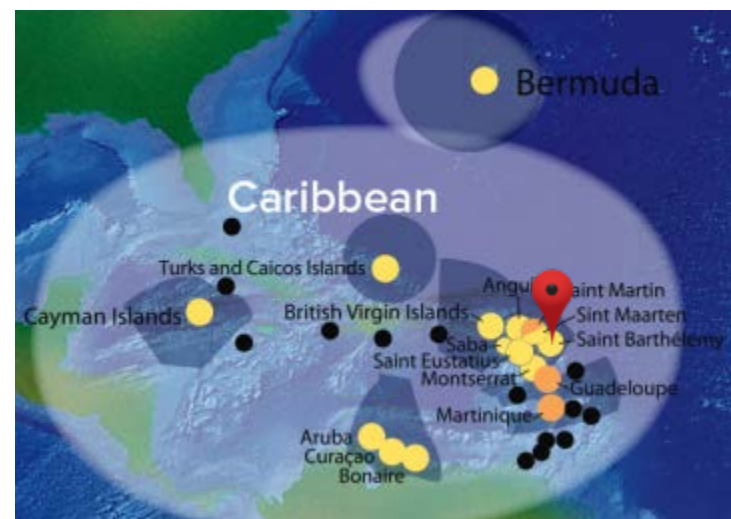 Bermuda
Caribbean
Turks and Caicos Islands
Cayman Islands
British Virgin Islands
Saint Martin
Sint Maarten
Saba
Saint Barthélemy
Saint Eustatius
Montserrat
Guadeloupe
Martinique
Aruba
Curaçao
Bonaire